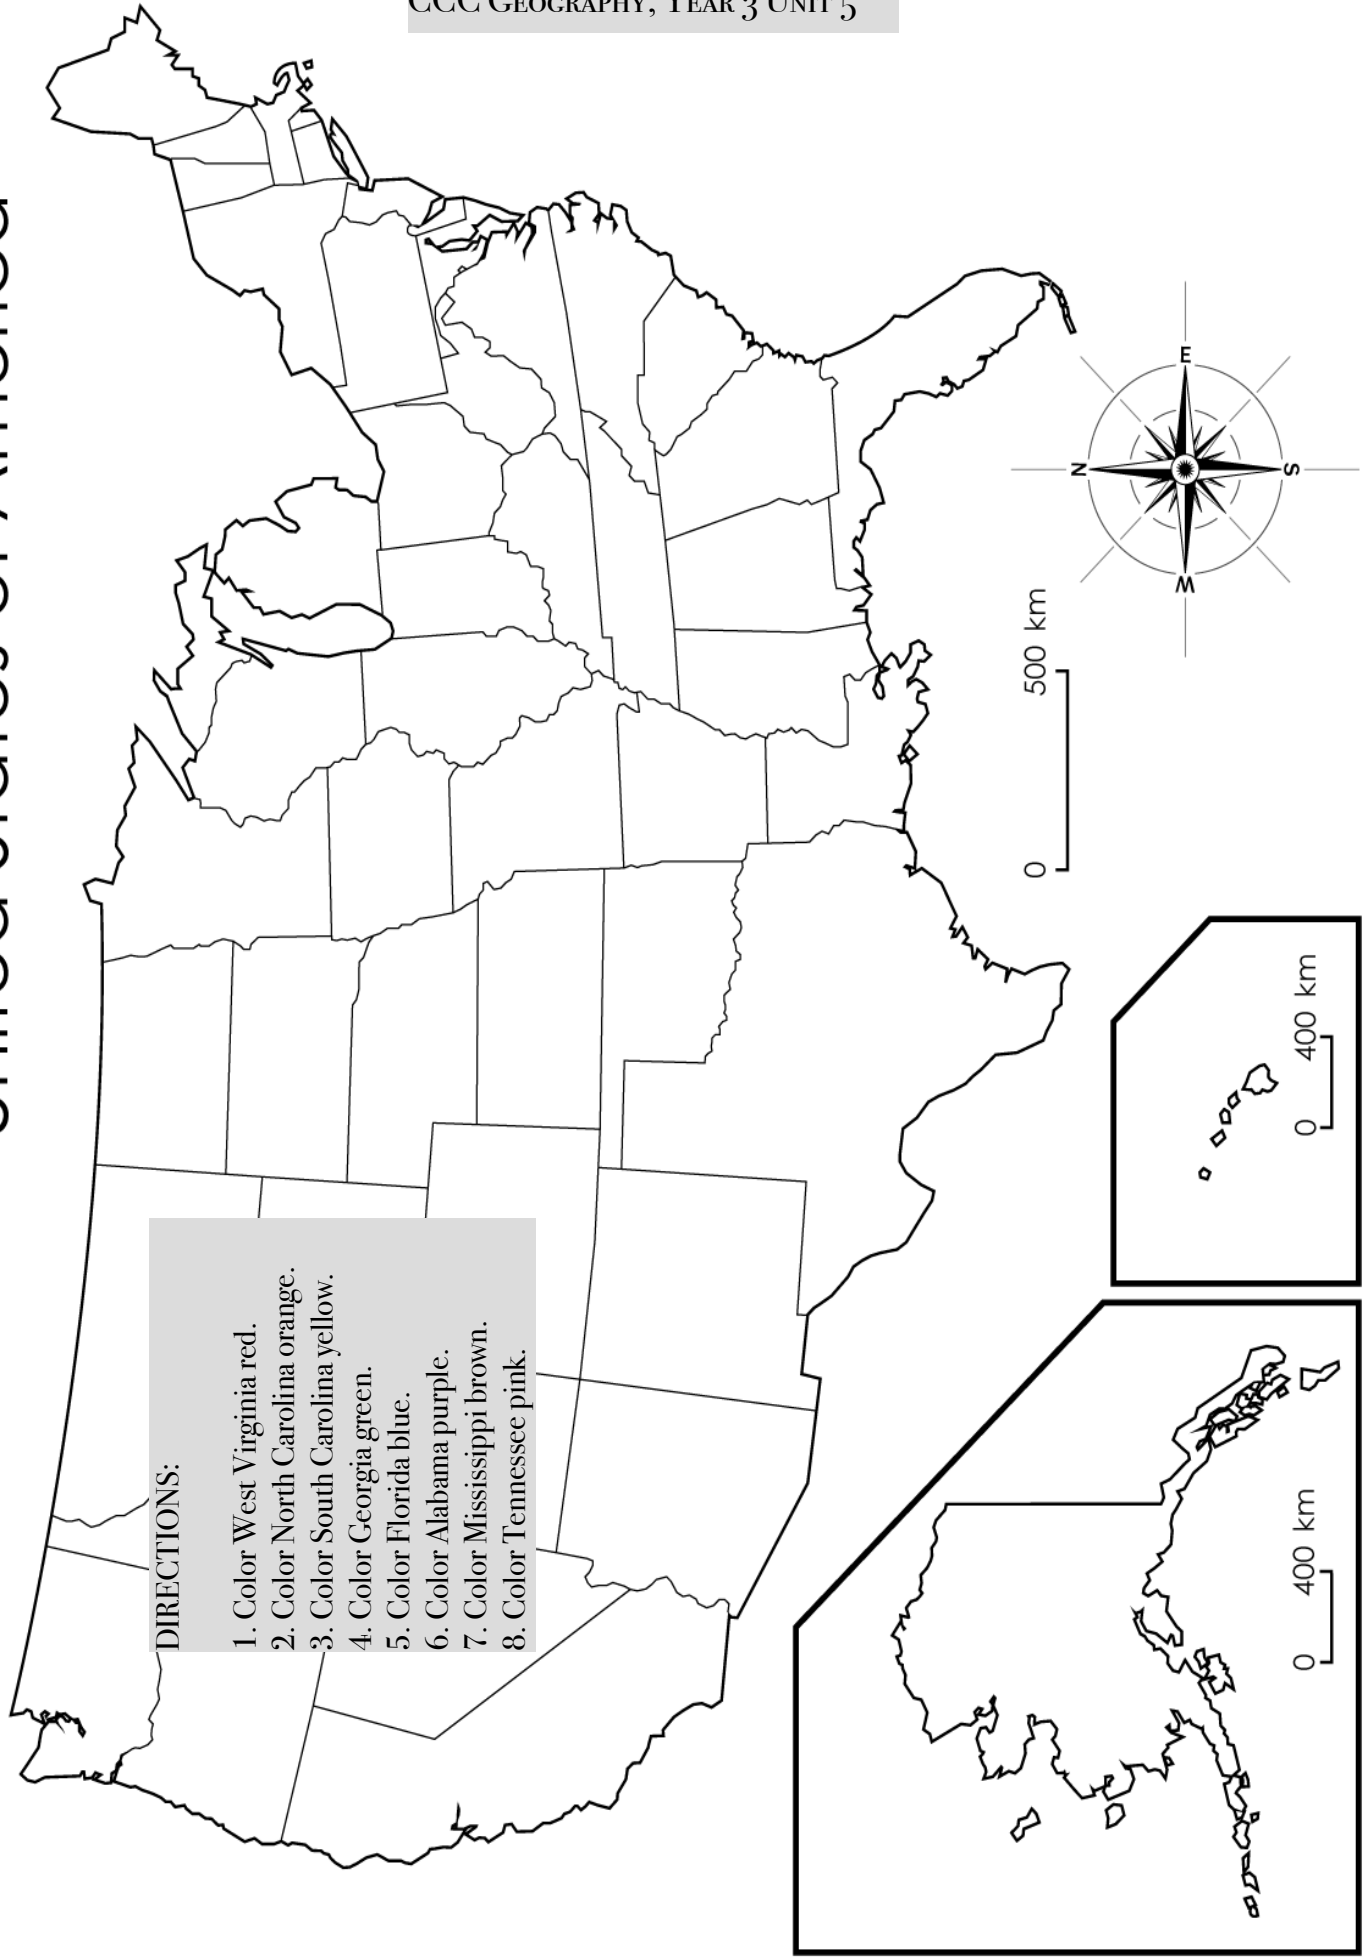 United States of America
CCC Geography, Year 3 Unit 5
DIRECTIONS:
1. Color West Virginia red.
2. Color North Carolina orange.
3. Color South Carolina yellow.
4. Color Georgia green.
5. Color Florida blue.
6. Color Alabama purple.
7. Color Mississippi brown.
8. Color Tennessee pink.
N
E
S
W
0 500 km
0 400 km
0 400 km